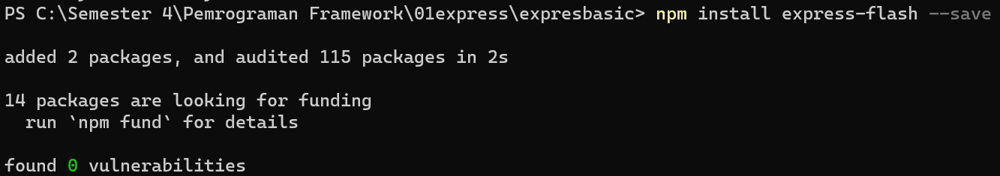 PS C:\Semester 4\Pemrograman Framework\01express\expresbasic> npm install express-flash --save
added 2 packages, and audited 115 packages in 2s
14 packages are looking for funding
  run `npm fund` for details
found 0 vulnerabilities